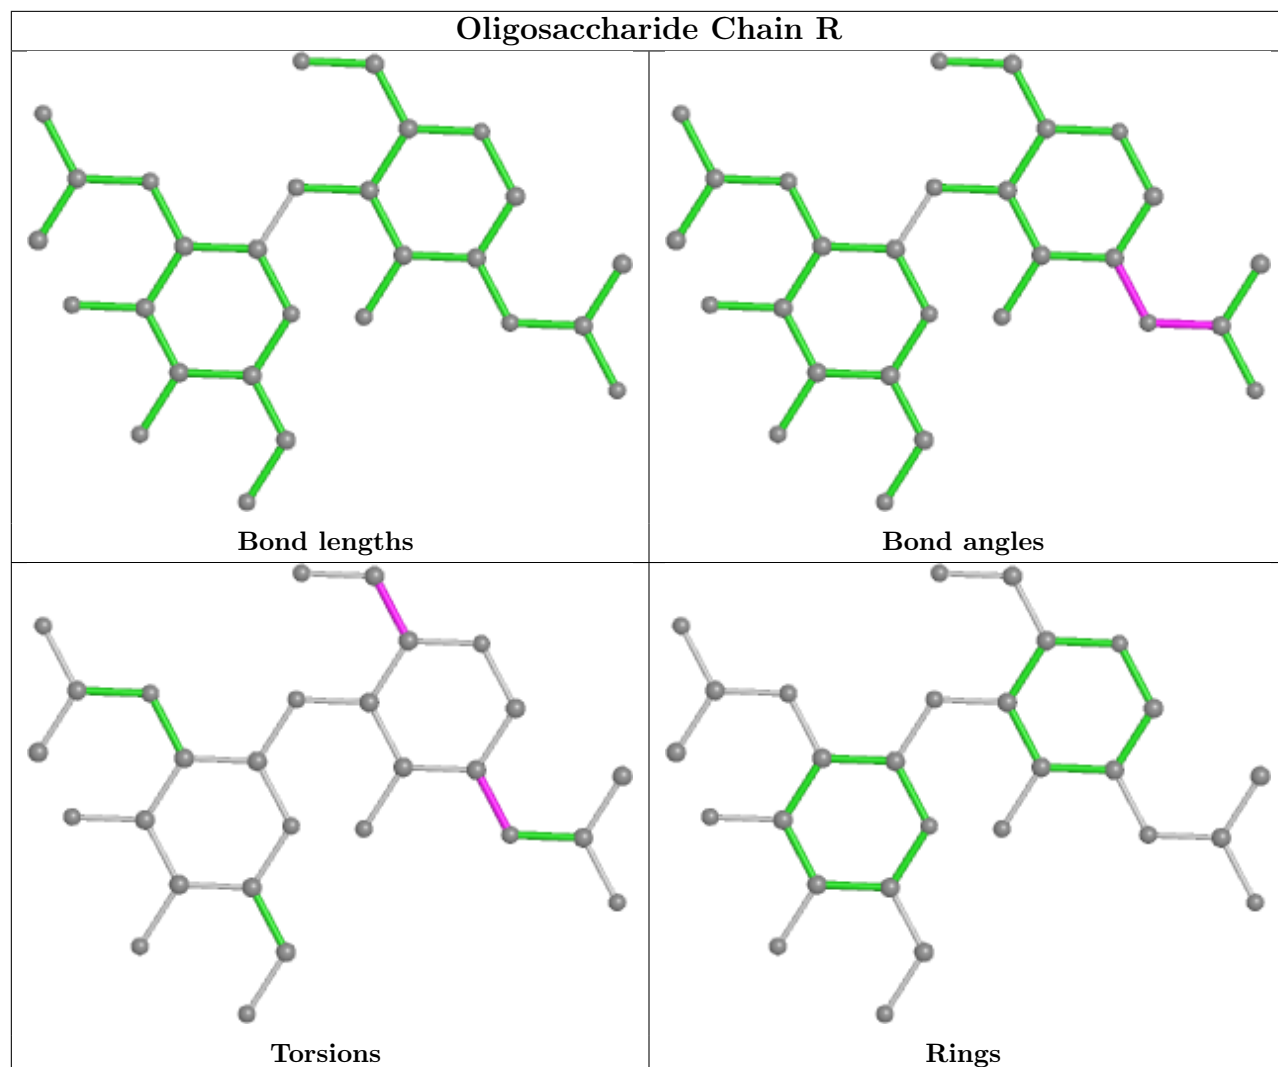 Oligosaccharide Chain R
Bond lengths
Bond angles
Torsions
Rings